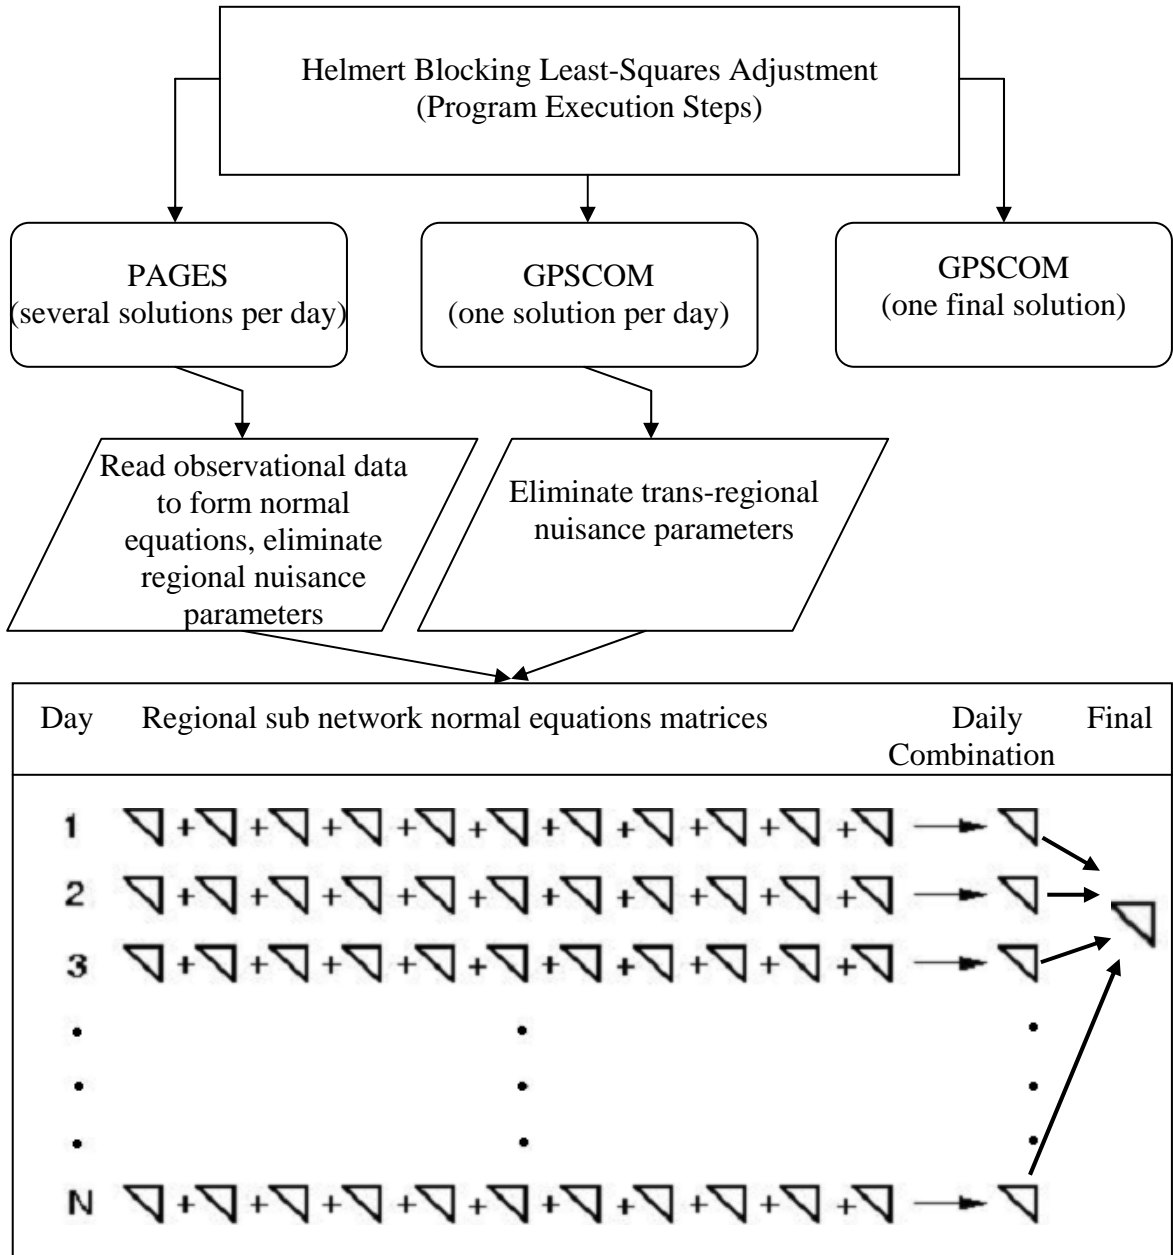 Helmert Blocking Least-Squares Adjustment
(Program Execution Steps)
PAGES
(several solutions per day)
GPSCOM
(one solution per day)
GPSCOM
(one final solution)
Read observational data
to form normal
equations, eliminate
regional nuisance
parameters
Eliminate trans-regional
nuisance parameters
Day Regional sub network normal equations matrices Daily Final
Combination
1 + + + + + + + + + +
2 + + + + + + + + + +
3 + + + + + + + + + +
N + + + + + + + + + +